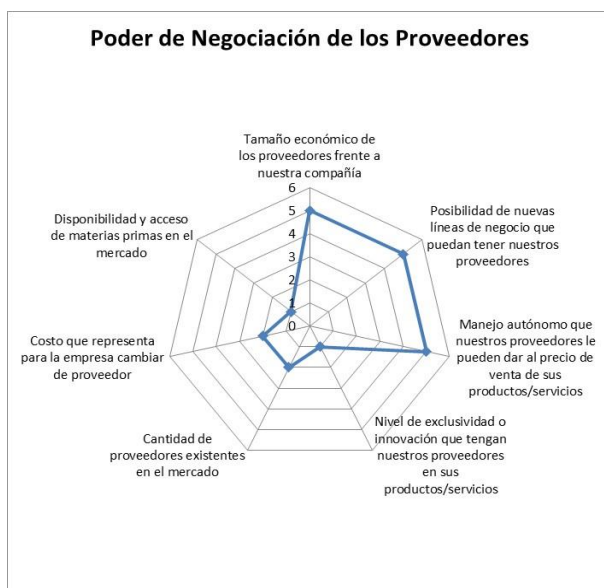 Poder de Negociación de los Proveedores
Tamaño económico de
los proveedores frente a
nuestra compañía
6
5
4
3
2
1
0
Posibilidad de nuevas
líneas de negocio que
puedan tener nuestros
proveedores
Manejo autónomo que
nuestros proveedores le
pueden dar al precio de
venta de sus
productos/servicios
Nivel de exclusividad o
innovación que tengan
nuestros proveedores
en sus
productos/servicios
Cantidad de
proveedores existentes
en el mercado
Costo que representa
para la empresa cambiar
de proveedor
Disponibilidad y acceso
de materias primas en el
mercado